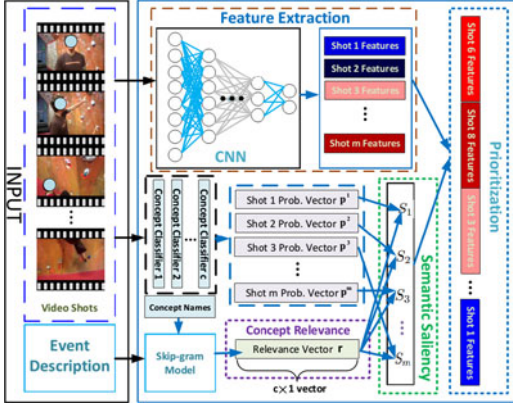 INPUT
Video Shots
Event
Description
Feature Extraction
CNN
Shot 1 Features
Shot 2 Features
Shot 3 Features
Shot m Features
Concept Classifier 1
Concept Classifier 2
Concept Classifier c
Shot 1 Prob. Vector p¹
Shot 2 Prob. Vector p²
Shot 3 Prob. Vector p³
Shot m Prob. Vector pᵐ
Concept Names
Skip-gram
Model
Concept Relevance
Relevance Vector r
c×1 vector
S₁
S₂
S₃
Sₘ
Semantic Saliency
Shot 6 Features
Shot 8 Features
Shot 3 Features
Shot 1 Features
Prioritization